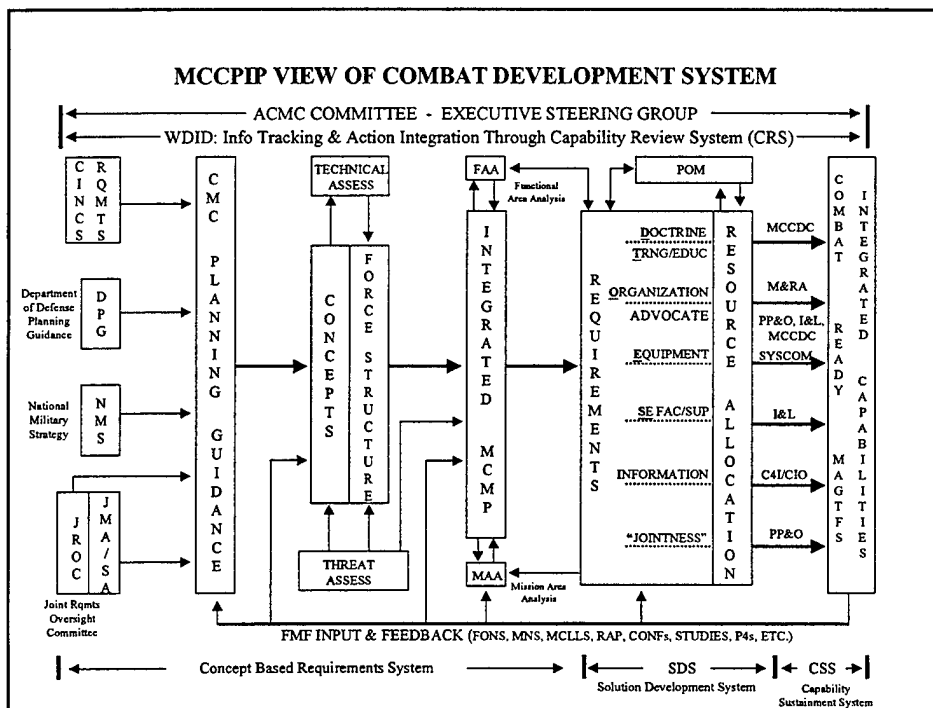 MCCPIP VIEW OF COMBAT DEVELOPMENT SYSTEM
ACMC COMMITTEE - EXECUTIVE STEERING GROUP
WDID: Info Tracking & Action Integration Through Capability Review System (CRS)
CINCS
RQMTS
Department
of Defense
Planning
Guidance
DPG
National
Military
Strategy
NMS
JROC
JMA/SA
Joint Rqmts
Oversight
Committee
CMC PLANNING GUIDANCE
TECHNICAL
ASSESS
CONCEPTS
FORCE STRUCTURE
THREAT
ASSESS
FAA
Functional
Area Analysis
INTEGRATED MCMP
MAA
Mission Area
Analysis
POM
REQUIREMENTS
DOCTRINE
TRNG/EDUC
ORGANIZATION
ADVOCATE
EQUIPMENT
SE FAC/SUP
INFORMATION
"JOINTNESS"
RESOURCE ALLOCATION
MCCDC
M&RA
PP&O, I&L,
MCCDC
SYSCOM
I&L
C4I/CIO
PP&O
COMBAT READY MAGTFS
INTEGRATED CAPABILITIES
FMF INPUT & FEEDBACK (FONS, MNS, MCLLS, RAP, CONFs, STUDIES, P4s, ETC.)
Concept Based Requirements System
SDS
Solution Development System
CSS
Capability
Sustainment System